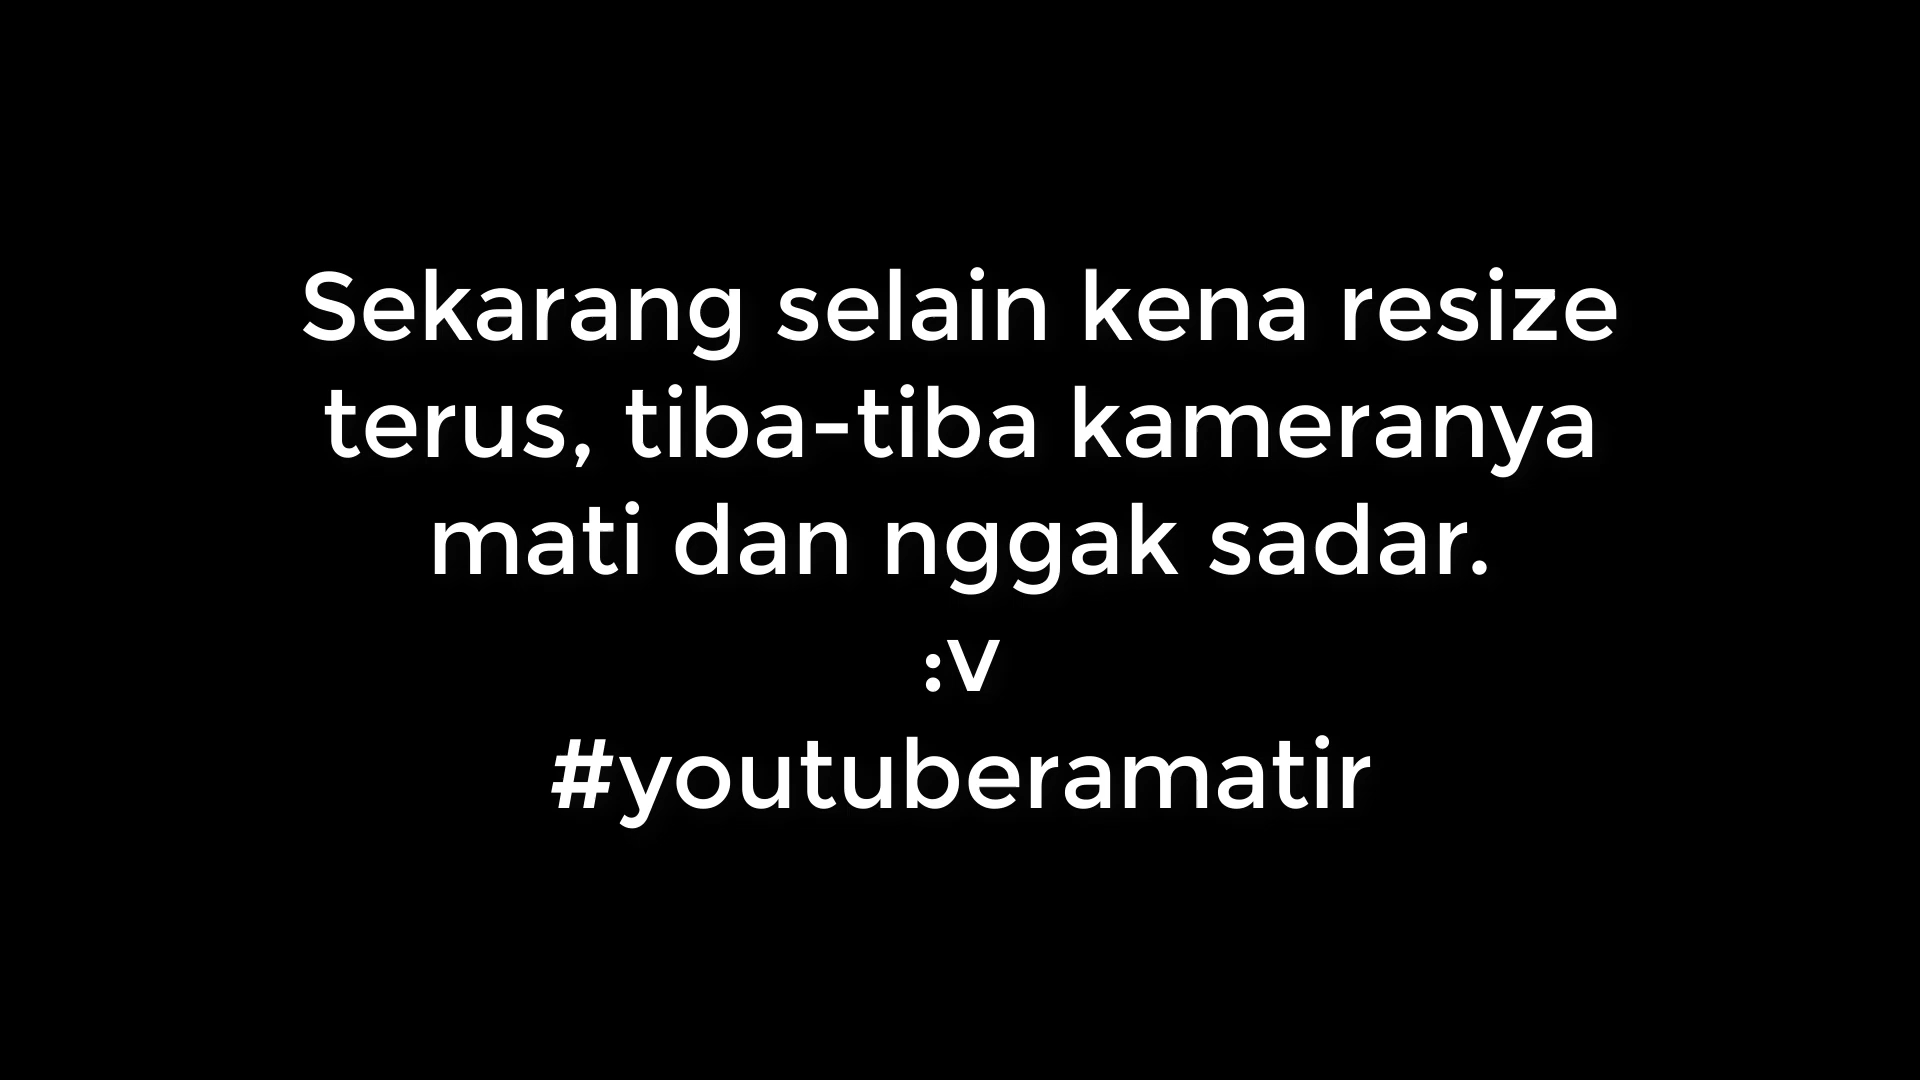 Sekarang selain kena resize
terus, tiba-tiba kameranya
mati dan nggak sadar.
:v
#youtuberamatir